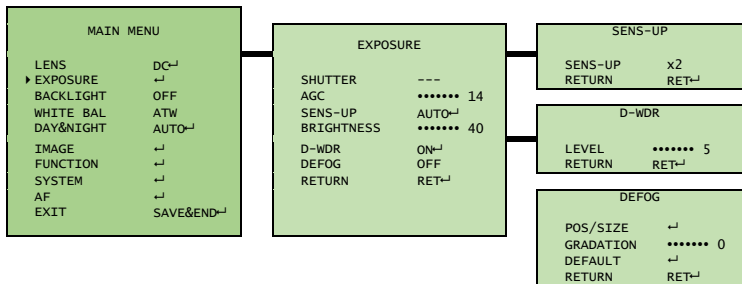 MAIN MENU
LENS DC↵
▸EXPOSURE ↵
BACKLIGHT OFF
WHITE BAL ATW
DAY&NIGHT AUTO↵
IMAGE ↵
FUNCTION ↵
SYSTEM ↵
AF ↵
EXIT SAVE&END↵
EXPOSURE
SHUTTER ---
AGC ••••••• 14
SENS-UP AUTO↵
BRIGHTNESS ••••••• 40
D-WDR ON↵
DEFOG OFF
RETURN RET↵
SENS-UP
SENS-UP x2
RETURN RET↵
D-WDR
LEVEL ••••••• 5
RETURN RET↵
DEFOG
POS/SIZE ↵
GRADATION ••••••• 0
DEFAULT ↵
RETURN RET↵